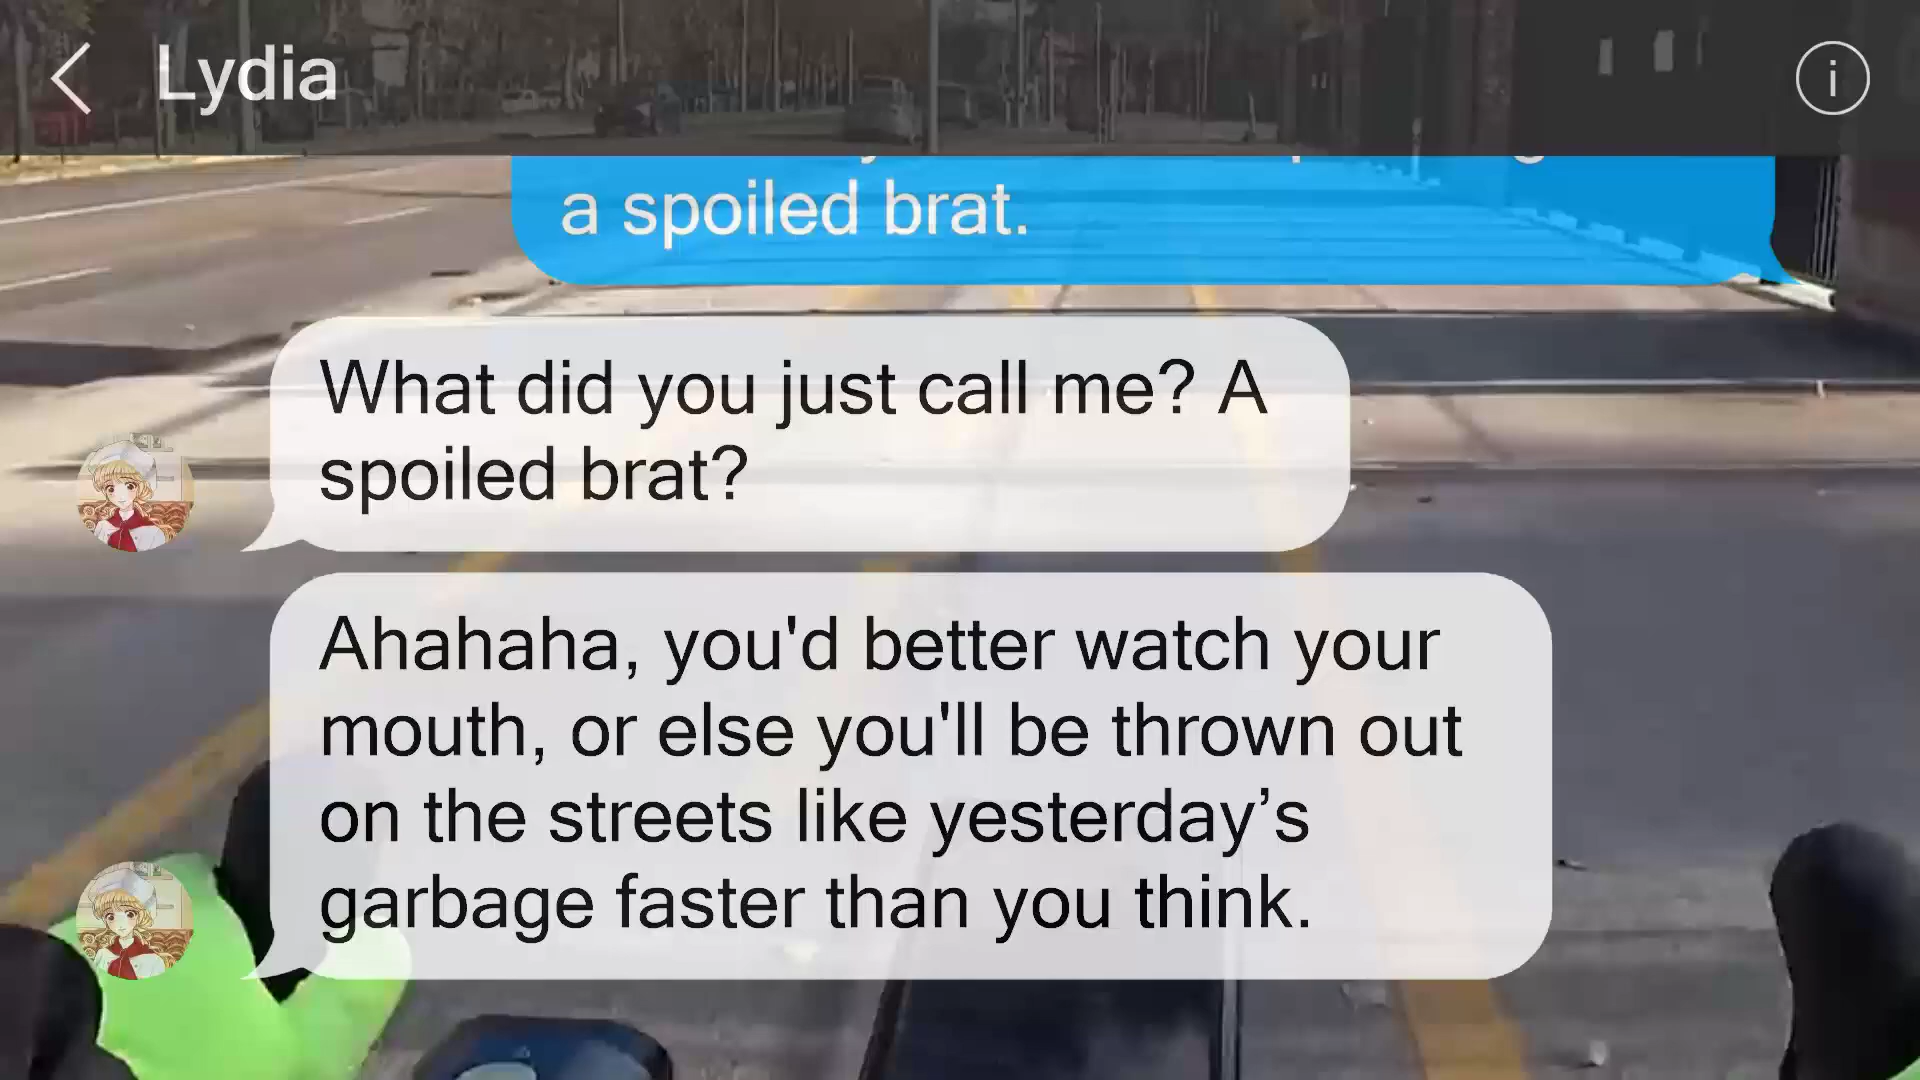 Lydia
a spoiled brat.
What did you just call me? A
spoiled brat?
Ahahaha, you'd better watch your
mouth, or else you'll be thrown out
on the streets like yesterday’s
garbage faster than you think.